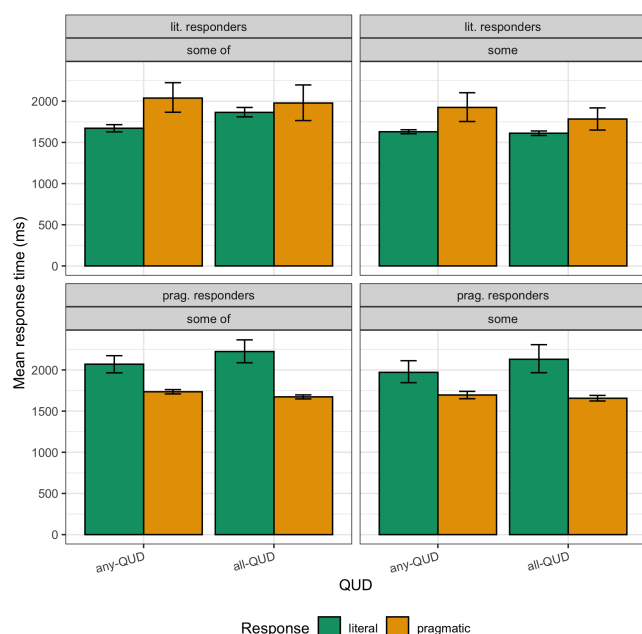 lit. responders
lit. responders
some of
some
2000
1500
1000
500
0
prag. responders
prag. responders
some of
some
2000
1500
1000
500
0
Mean response time (ms)
any-QUD
all-QUD
any-QUD
all-QUD
QUD
Response literal pragmatic